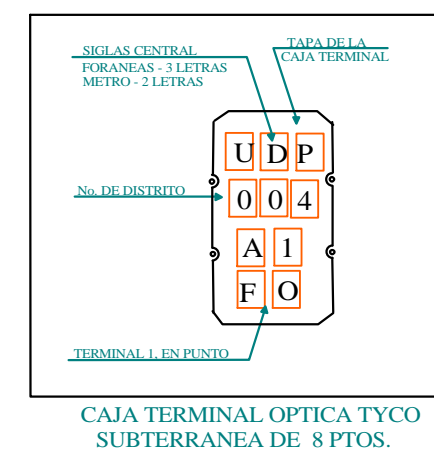 SIGLAS CENTRAL
FORANEAS - 3 LETRAS
METRO - 2 LETRAS
TAPA DE LA
CAJA TERMINAL
U D P
No. DE DISTRITO
0 0 4
A 1
F O
TERMINAL 1, EN PUNTO
CAJA TERMINAL OPTICA TYCO
SUBTERRANEA DE 8 PTOS.